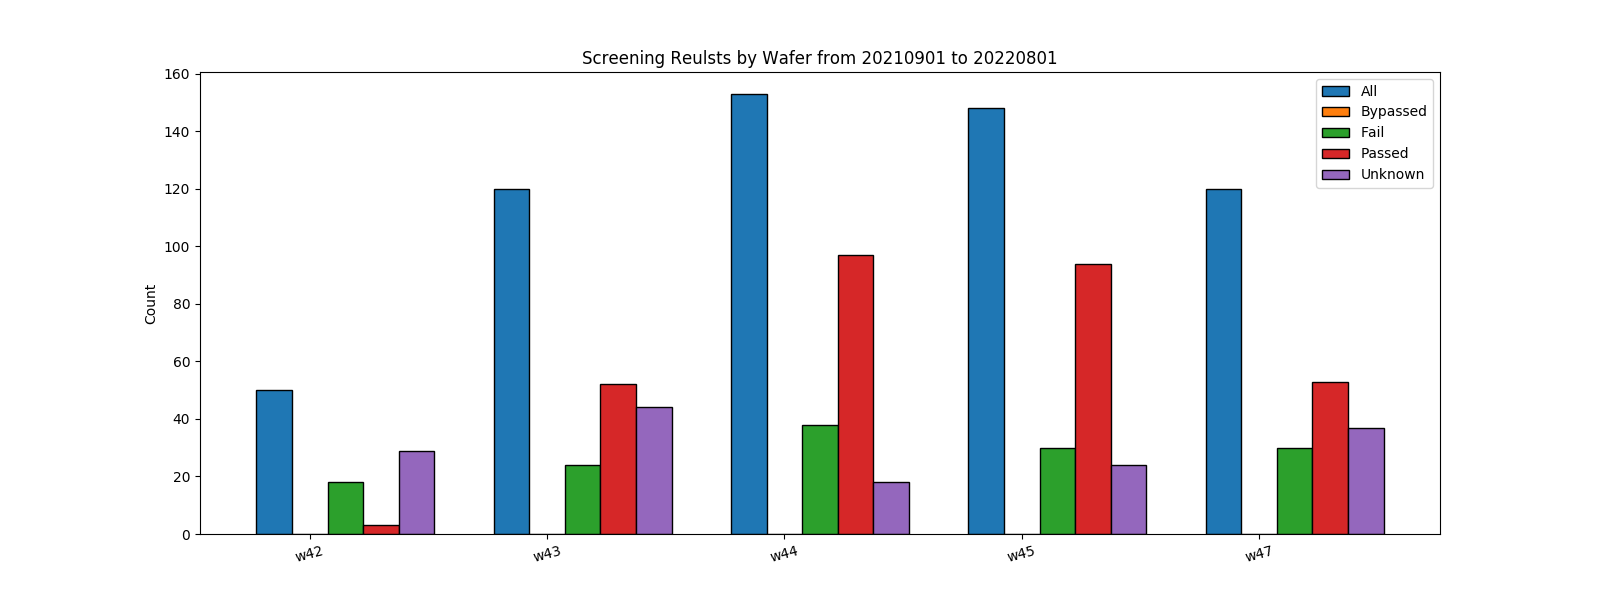 Screening Reulsts by Wafer from 20210901 to 20220801
160
140
120
100
80
60
40
20
0
Count
All
Bypassed
Fail
Passed
Unknown
w42
w43
w44
w45
w47